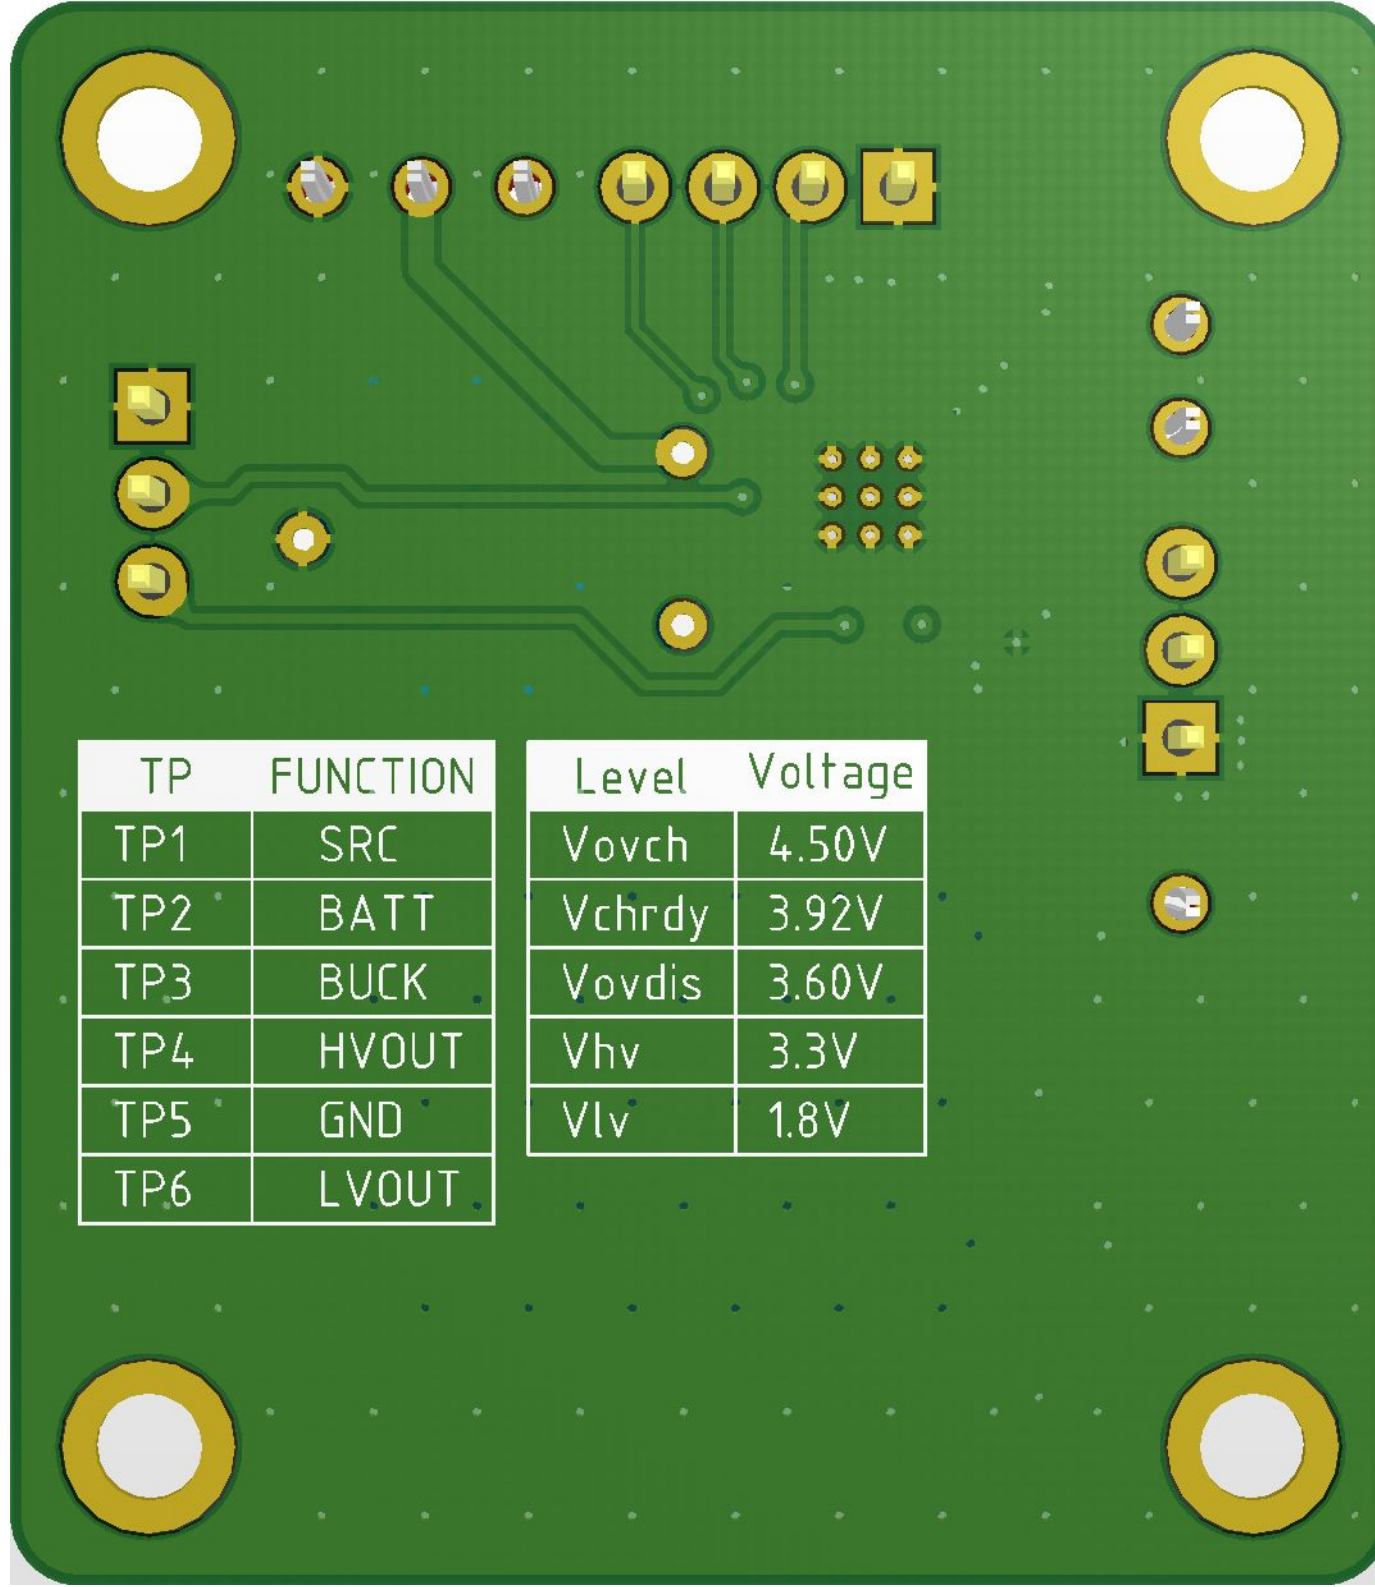 TP FUNCTION
TP1 SRC
TP2 BATT
TP3 BUCK
TP4 HVOUT
TP5 GND
TP6 LVOUT
Level Voltage
Vovch 4.50V
Vchrdy 3.92V
Vovdis 3.60V
Vhv 3.3V
Vlv 1.8V